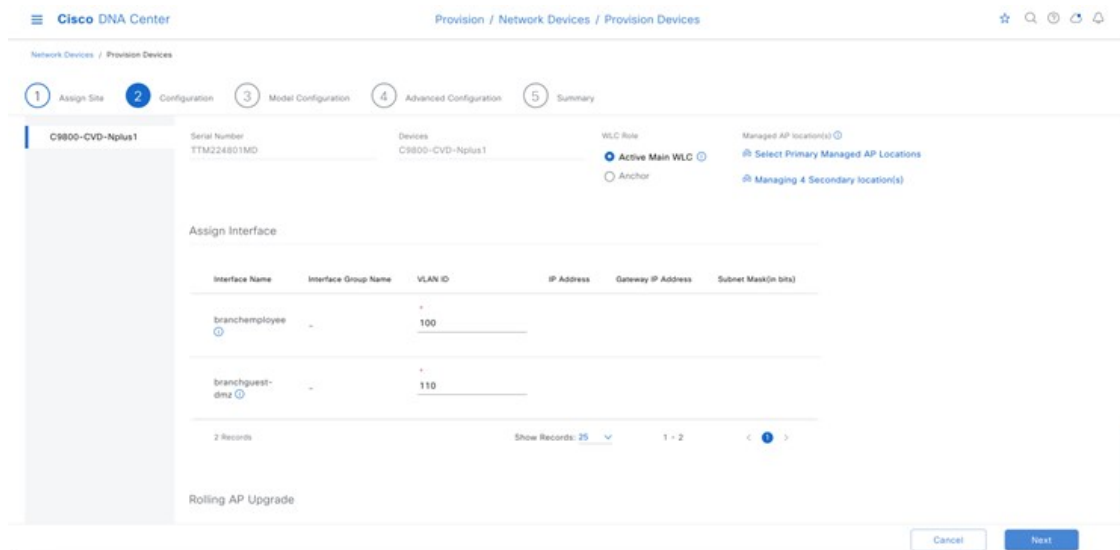 Cisco DNA Center
Provision / Network Devices / Provision Devices
Network Devices / Provision Devices
1 Assign Site 2 Configuration 3 Model Configuration 4 Advanced Configuration 5 Summary
C9800-CVD-Nplus1
Serial Number Devices WLC Role Managed AP location(s)
TTM224801MD C9800-CVD-Nplus1
Active Main WLC
Select Primary Managed AP Locations
Anchor
Managing 4 Secondary location(s)
Assign Interface
Interface Name Interface Group Name VLAN ID IP Address Gateway IP Address Subnet Mask(in bits)
*
branchemployee - 100
*
branchguest-
dmz - 110
2 Records Show Records: 25 1 - 2 < 1 >
Rolling AP Upgrade
Cancel Next